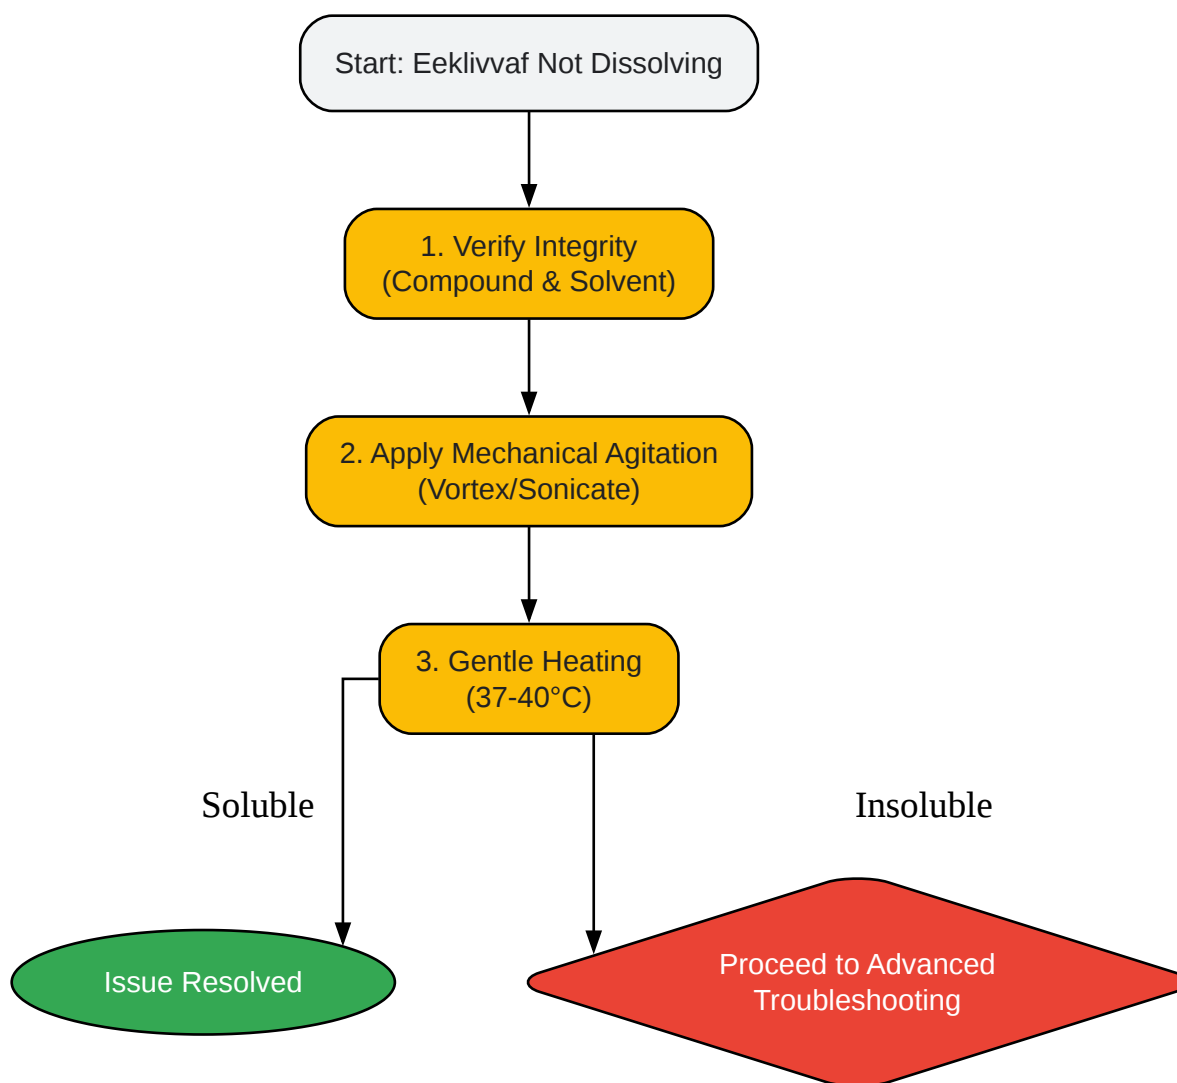 Start: Eeklivvaf Not Dissolving
1. Verify Integrity
(Compound & Solvent)
2. Apply Mechanical Agitation
(Vortex/Sonicate)
3. Gentle Heating
(37-40°C)
Soluble
Insoluble
Issue Resolved
Proceed to Advanced
Troubleshooting